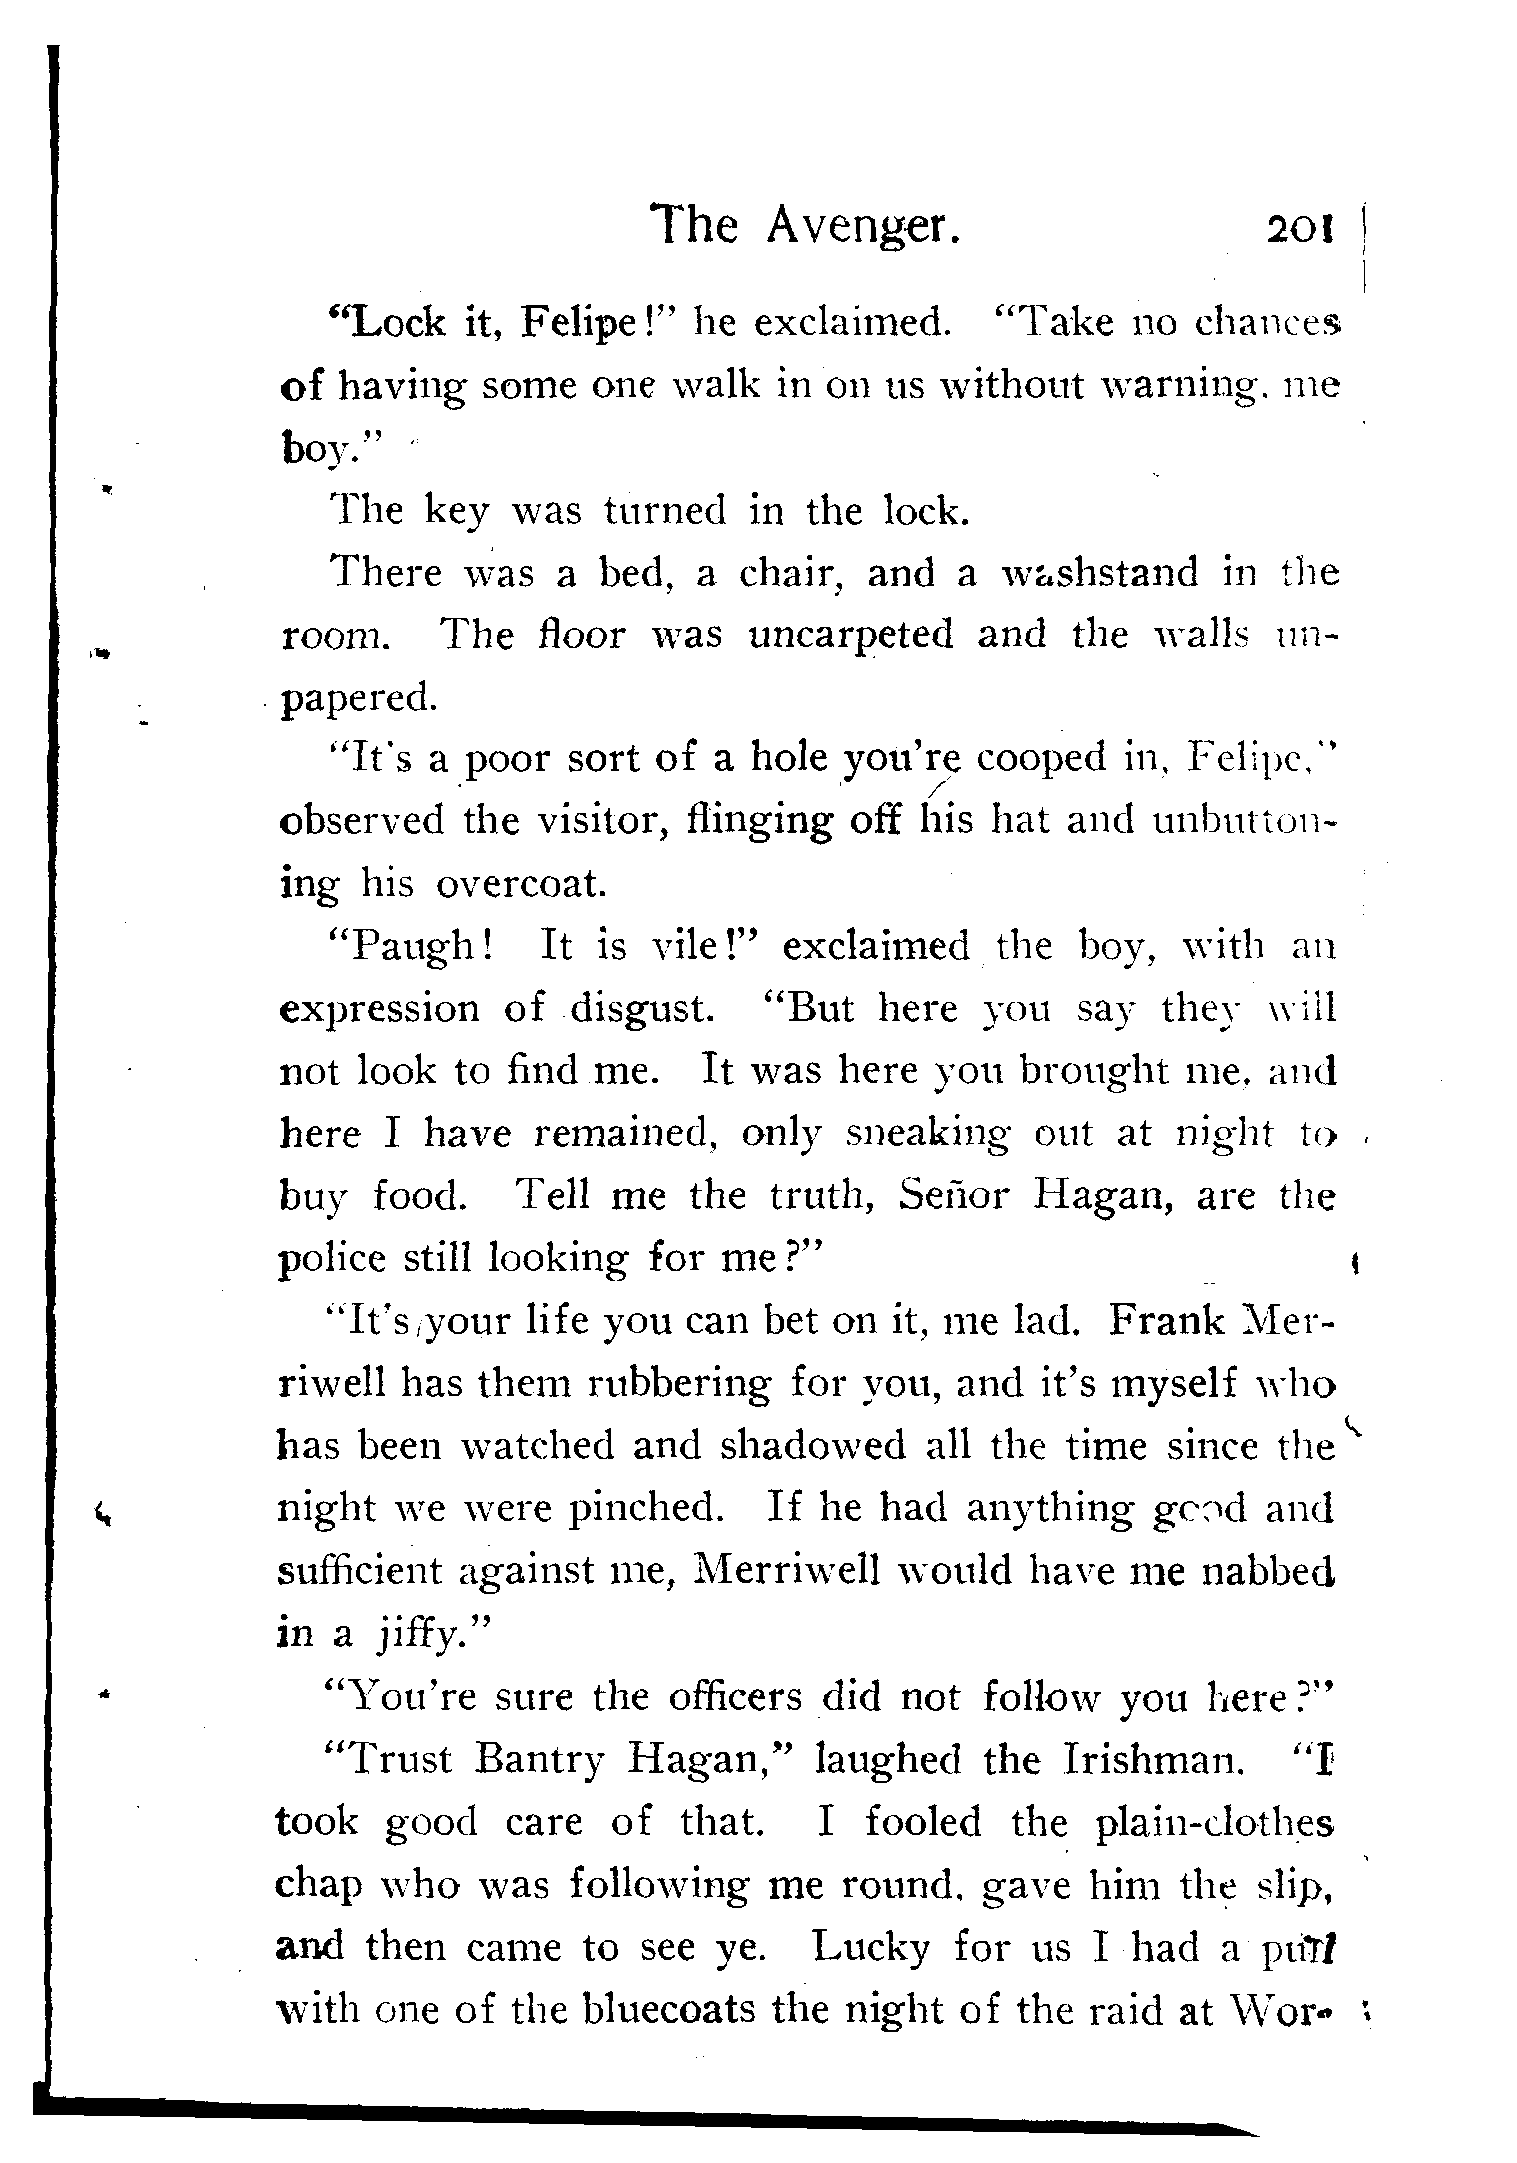 The Avenger. 201
“Lock it, Felipe!” he exclaimed. “Take no chances
of having some one walk in on us without warning, me
boy.”
The key was turned in the lock.
There was a bed, a chair, and a washstand in the
room. The floor was uncarpeted and the walls un-
papered.
“It's a poor sort of a hole you're cooped in, Felipe,”
observed the visitor, flinging off his hat and unbutton-
ing his overcoat.
“Paugh! It is vile!” exclaimed the boy, with an
expression of disgust. “But here you say they will
not look to find me. It was here you brought me, and
here I have remained, only sneaking out at night to
buy food. Tell me the truth, Señor Hagan, are the
police still looking for me?”
“It's your life you can bet on it, me lad. Frank Mer-
riwell has them rubbering for you, and it's myself who
has been watched and shadowed all the time since the
night we were pinched. If he had anything good and
sufficient against me, Merriwell would have me nabbed
in a jiffy.”
“You're sure the officers did not follow you here?”
“Trust Bantry Hagan,” laughed the Irishman. “I
took good care of that. I fooled the plain-clothes
chap who was following me round, gave him the slip,
and then came to see ye. Lucky for us I had a pull
with one of the bluecoats the night of the raid at Wor-